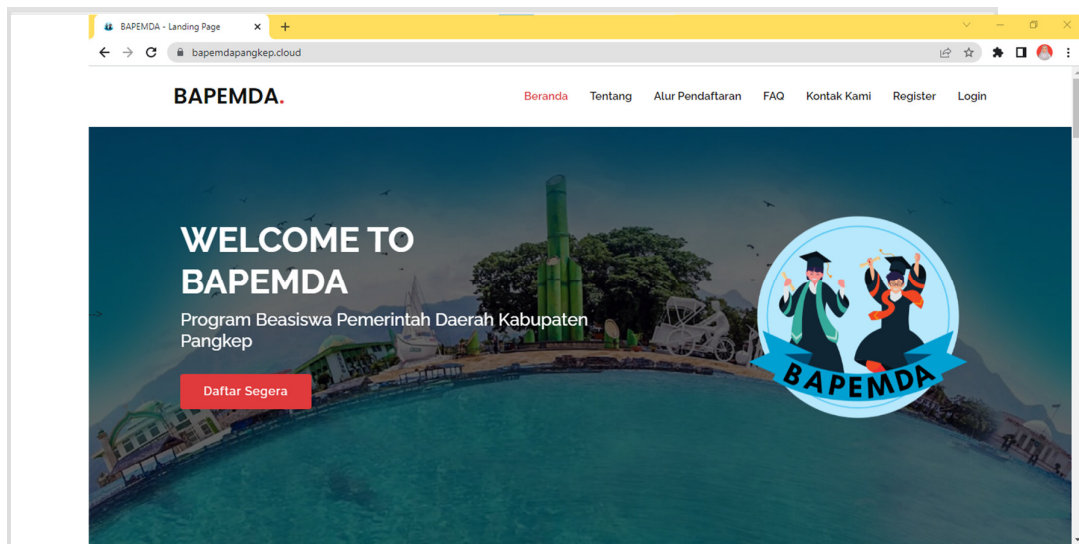 BAPEMDA - Landing Page
bapemdapangkep.cloud
BAPEMDA.
Beranda Tentang Alur Pendaftaran FAQ Kontak Kami Register Login
WELCOME TO
BAPEMDA
Program Beasiswa Pemerintah Daerah Kabupaten
Pangkep
Daftar Segera
BAPEMDA